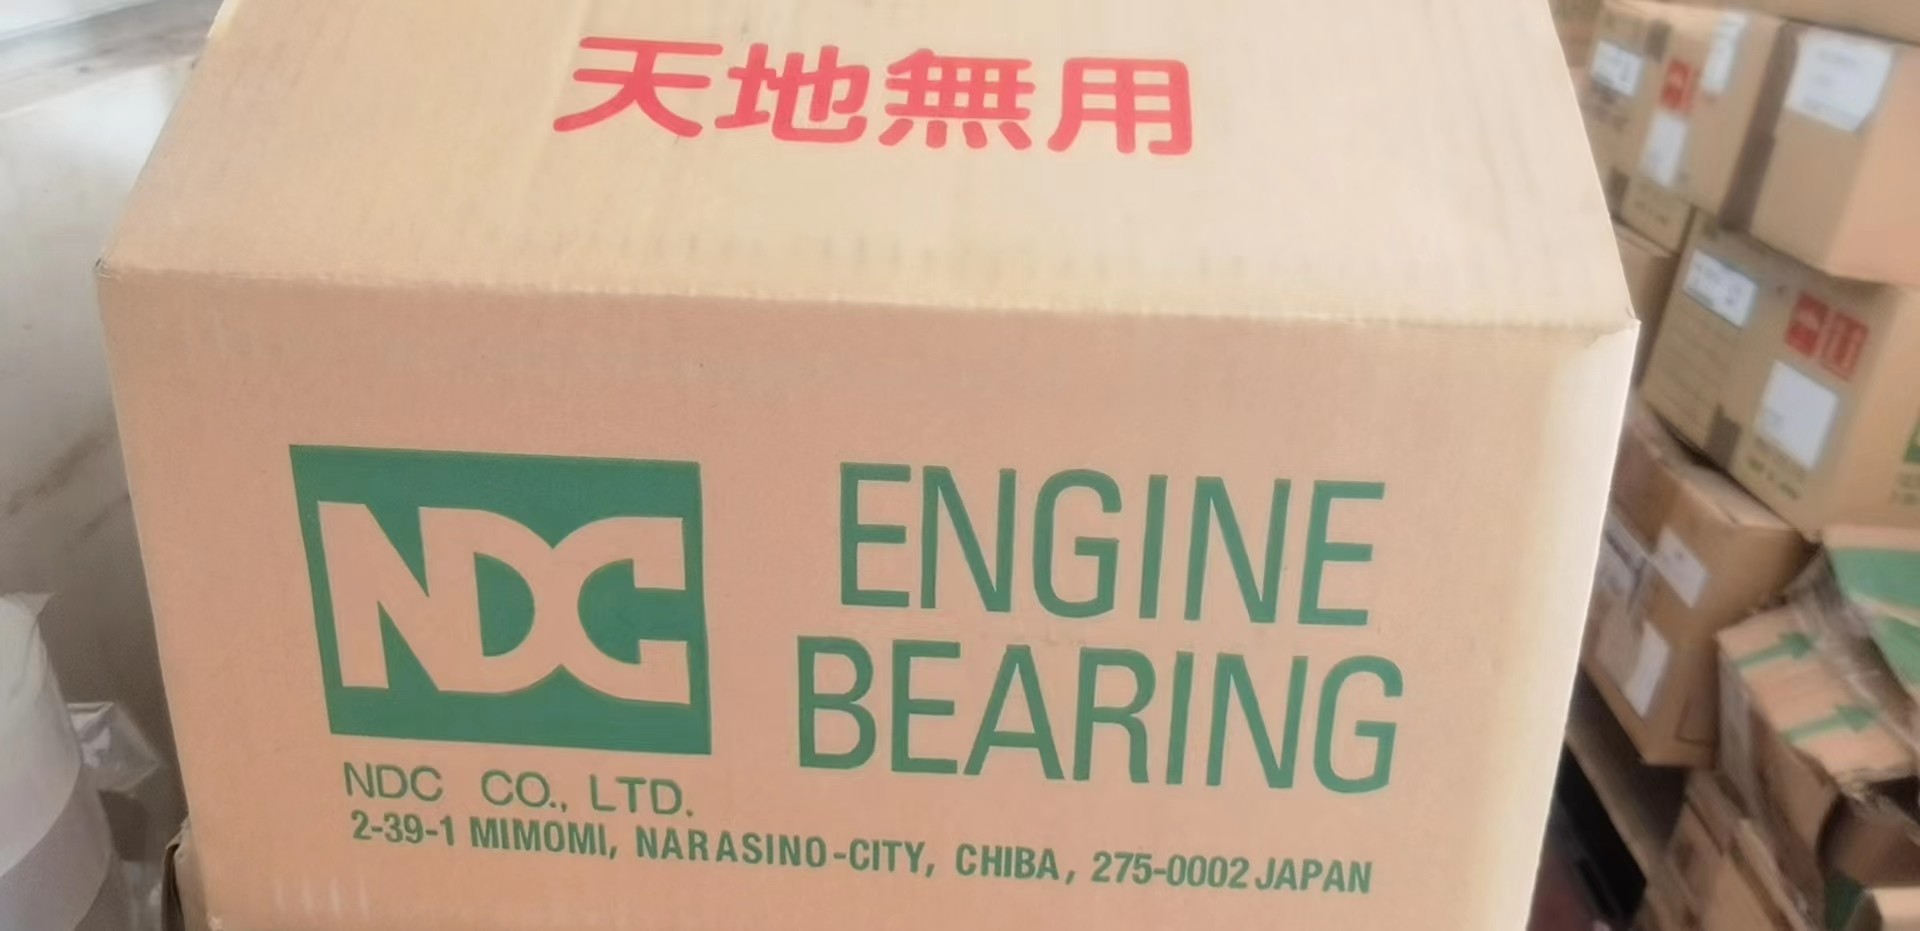 天地無用
NDC
ENGINE
BEARING
NDC CO., LTD.
2-39-1 MIMOMI, NARASINO-CITY, CHIBA, 275-0002 JAPAN